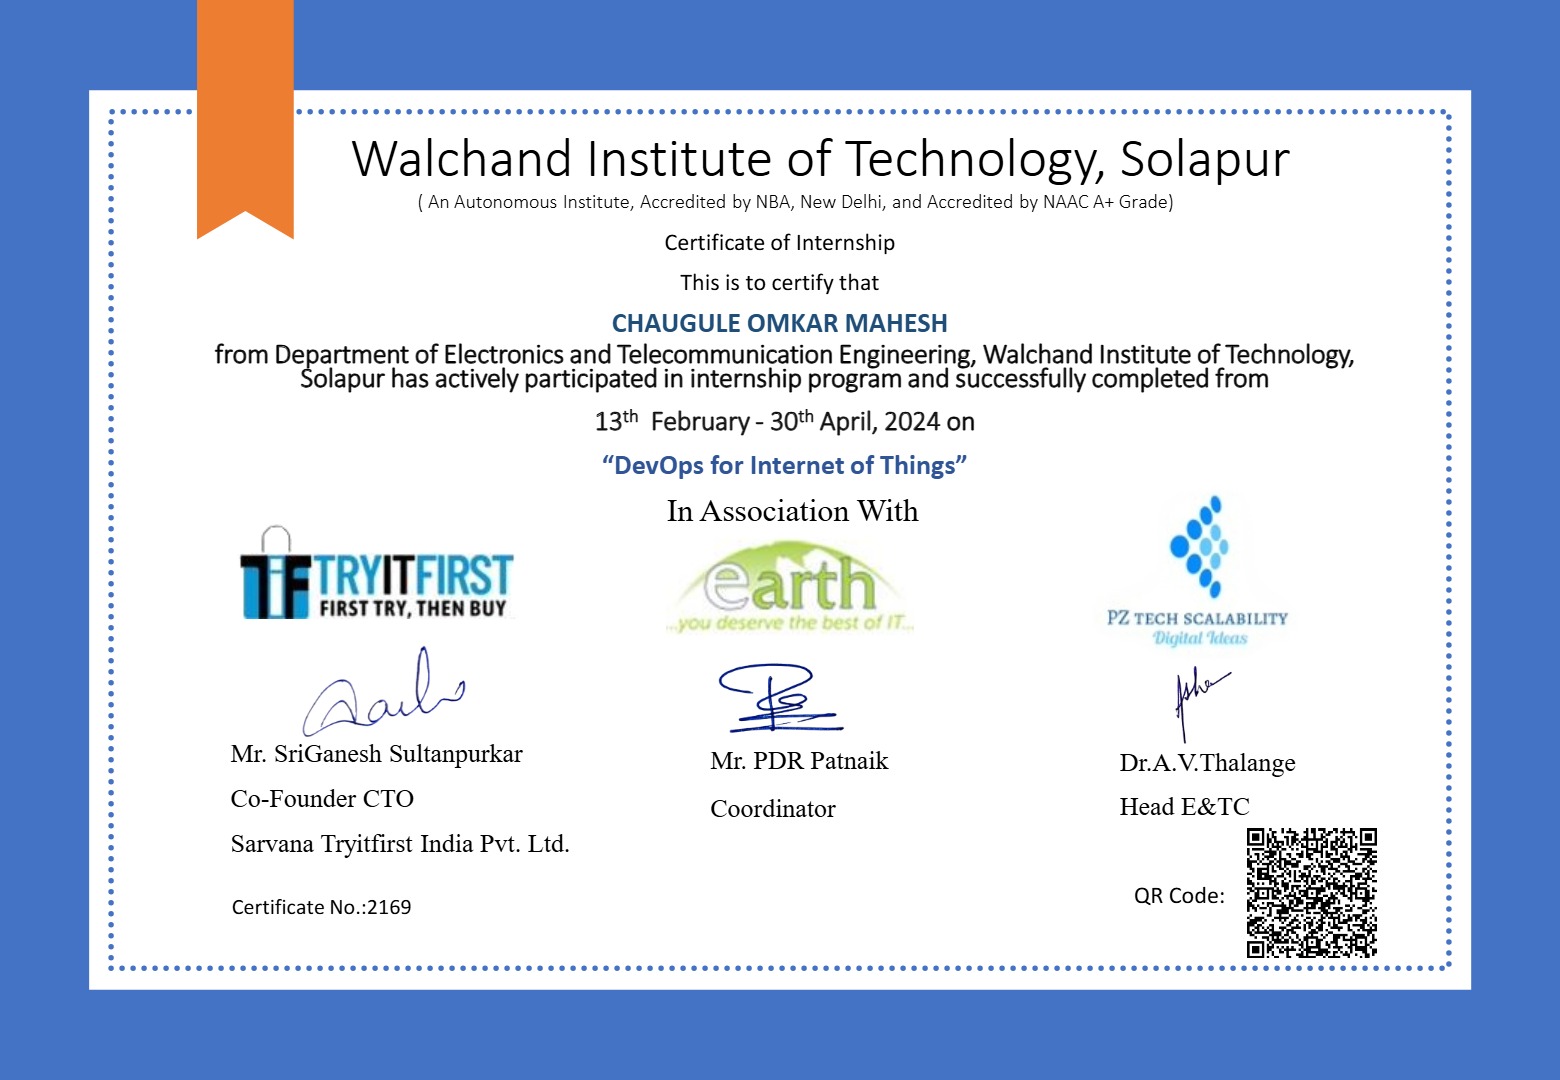 Walchand Institute of Technology, Solapur
( An Autonomous Institute, Accredited by NBA, New Delhi, and Accredited by NAAC A+ Grade)
Certificate of Internship
This is to certify that
CHAUGULE OMKAR MAHESH
from Department of Electronics and Telecommunication Engineering, Walchand Institute of Technology,
Solapur has actively participated in internship program and successfully completed from
13th February - 30th April, 2024 on
“DevOps for Internet of Things”
In Association With
TiF TRYITFIRST
FIRST TRY, THEN BUY
earth
...you deserve the best of IT...
PZ TECH SCALABILITY
Digital Ideas
Mr. SriGanesh Sultanpurkar
Co-Founder CTO
Sarvana Tryitfirst India Pvt. Ltd.
Mr. PDR Patnaik
Coordinator
Dr.A.V.Thalange
Head E&TC
Certificate No.:2169
QR Code: